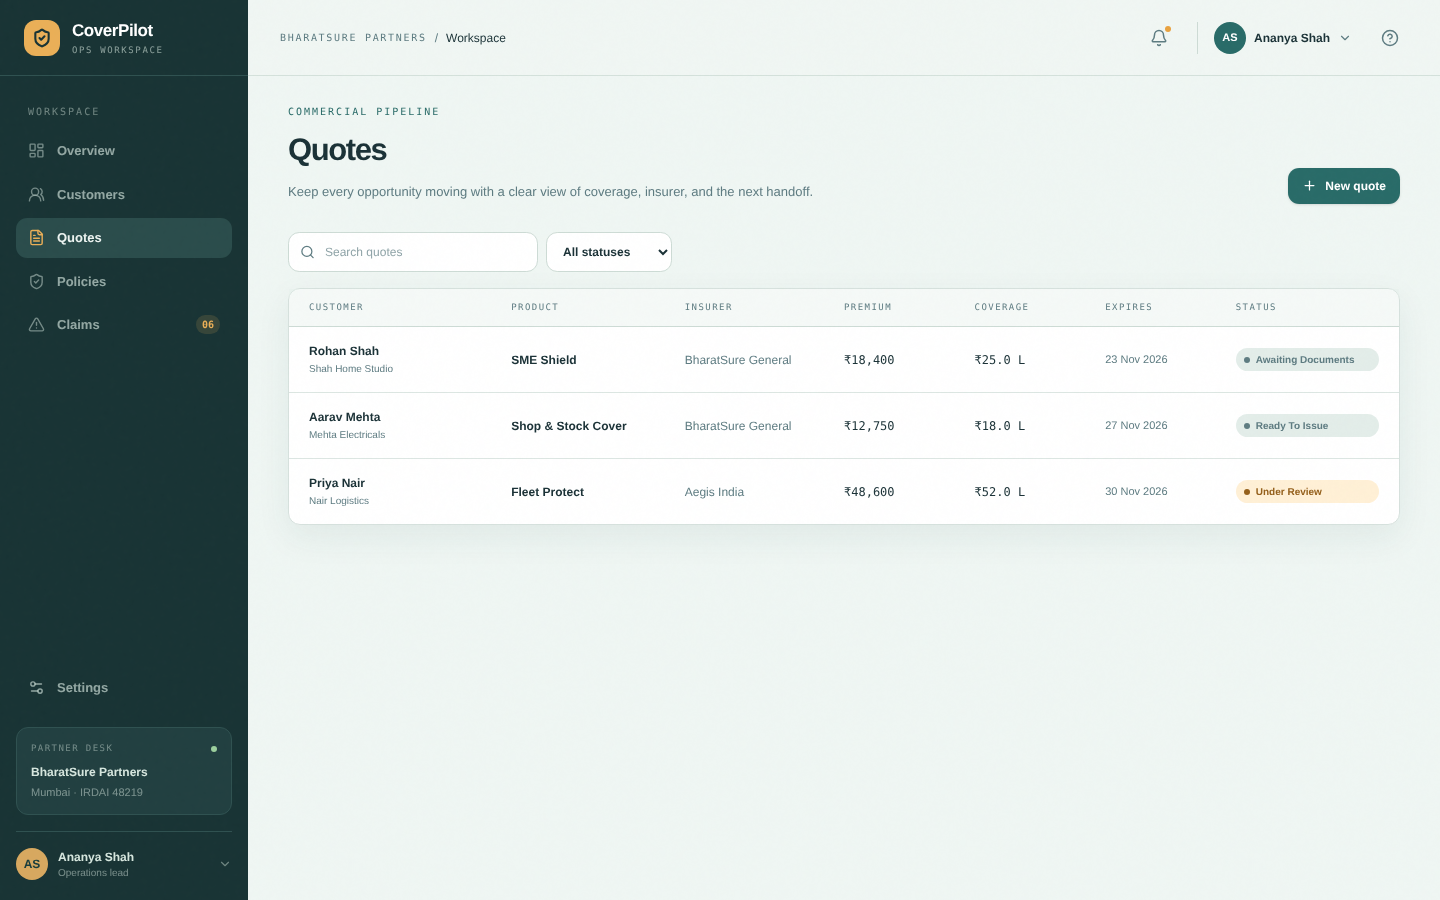 CoverPilot
OPS WORKSPACE
BHARATSURE PARTNERS / Workspace
AS Ananya Shah
WORKSPACE
Overview
Customers
Quotes
Policies
Claims 06
Settings
PARTNER DESK
BharatSure Partners
Mumbai · IRDAI 48219
AS Ananya Shah
Operations lead
COMMERCIAL PIPELINE
Quotes
Keep every opportunity moving with a clear view of coverage, insurer, and the next handoff.
New quote
Search quotes All statuses
CUSTOMER PRODUCT INSURER PREMIUM COVERAGE EXPIRES STATUS
Rohan Shah
Shah Home Studio
SME Shield BharatSure General ₹18,400 ₹25.0 L 23 Nov 2026 Awaiting Documents
Aarav Mehta
Mehta Electricals
Shop & Stock Cover BharatSure General ₹12,750 ₹18.0 L 27 Nov 2026 Ready To Issue
Priya Nair
Nair Logistics
Fleet Protect Aegis India ₹48,600 ₹52.0 L 30 Nov 2026 Under Review